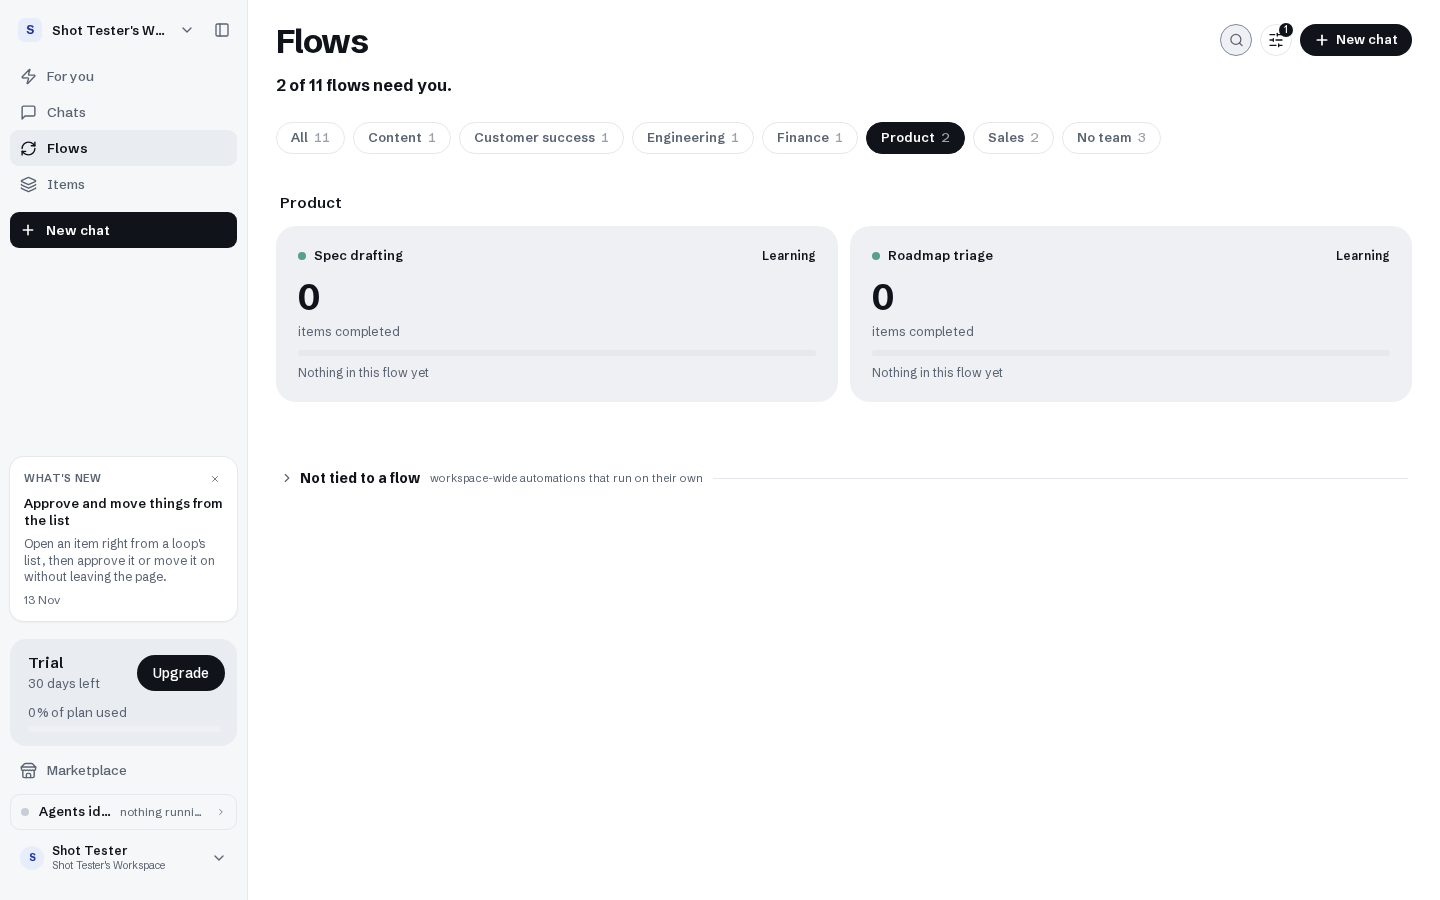 S Shot Tester's W...
For you
Chats
Flows
Items
New chat
WHAT'S NEW
Approve and move things from
the list
Open an item right from a loop's
list, then approve it or move it on
without leaving the page.
13 Nov
Trial
30 days left
Upgrade
0% of plan used
Marketplace
Agents id... nothing runni...
S Shot Tester
Shot Tester's Workspace
Flows
1
New chat
2 of 11 flows need you.
All 11 Content 1 Customer success 1 Engineering 1 Finance 1 Product 2 Sales 2 No team 3
Product
Spec drafting Learning
0
items completed
Nothing in this flow yet
Roadmap triage Learning
0
items completed
Nothing in this flow yet
Not tied to a flow workspace-wide automations that run on their own